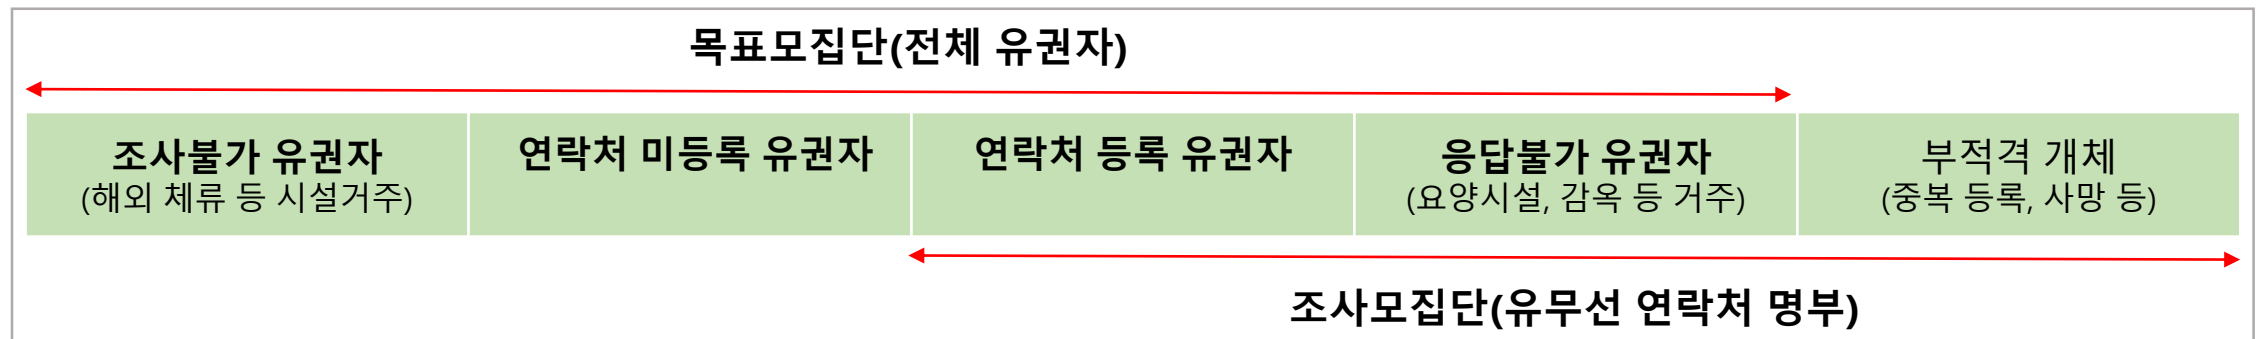 목표모집단(전체 유권자)
조사불가 유권자
(해외 체류 등 시설거주)
연락처 미등록 유권자
연락처 등록 유권자
응답불가 유권자
(요양시설, 감옥 등 거주)
부적격 개체
(중복 등록, 사망 등)
조사모집단(유무선 연락처 명부)